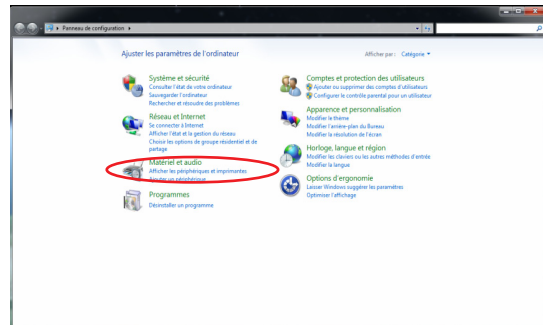 Panneau de configuration
Ajuster les paramètres de l'ordinateur
Afficher par : Catégorie
Système et sécurité
Consulter l'état de votre ordinateur
Sauvegarder l'ordinateur
Rechercher et résoudre des problèmes
Réseau et Internet
Se connecter à Internet
Afficher l'état et la gestion du réseau
Choisir les options de groupe résidentiel et de
partage
Matériel et audio
Afficher les périphériques et imprimantes
Ajouter un périphérique
Programmes
Désinstaller un programme
Comptes et protection des utilisateurs
Ajouter ou supprimer des comptes d'utilisateurs
Configurer le contrôle parental pour un utilisateur
Apparence et personnalisation
Modifier le thème
Modifier l'arrière-plan du Bureau
Modifier la résolution de l'écran
Horloge, langue et région
Modifier les claviers ou les autres méthodes d'entrée
Modifier la langue
Options d'ergonomie
Laisser Windows suggérer les paramètres
Optimiser l'affichage